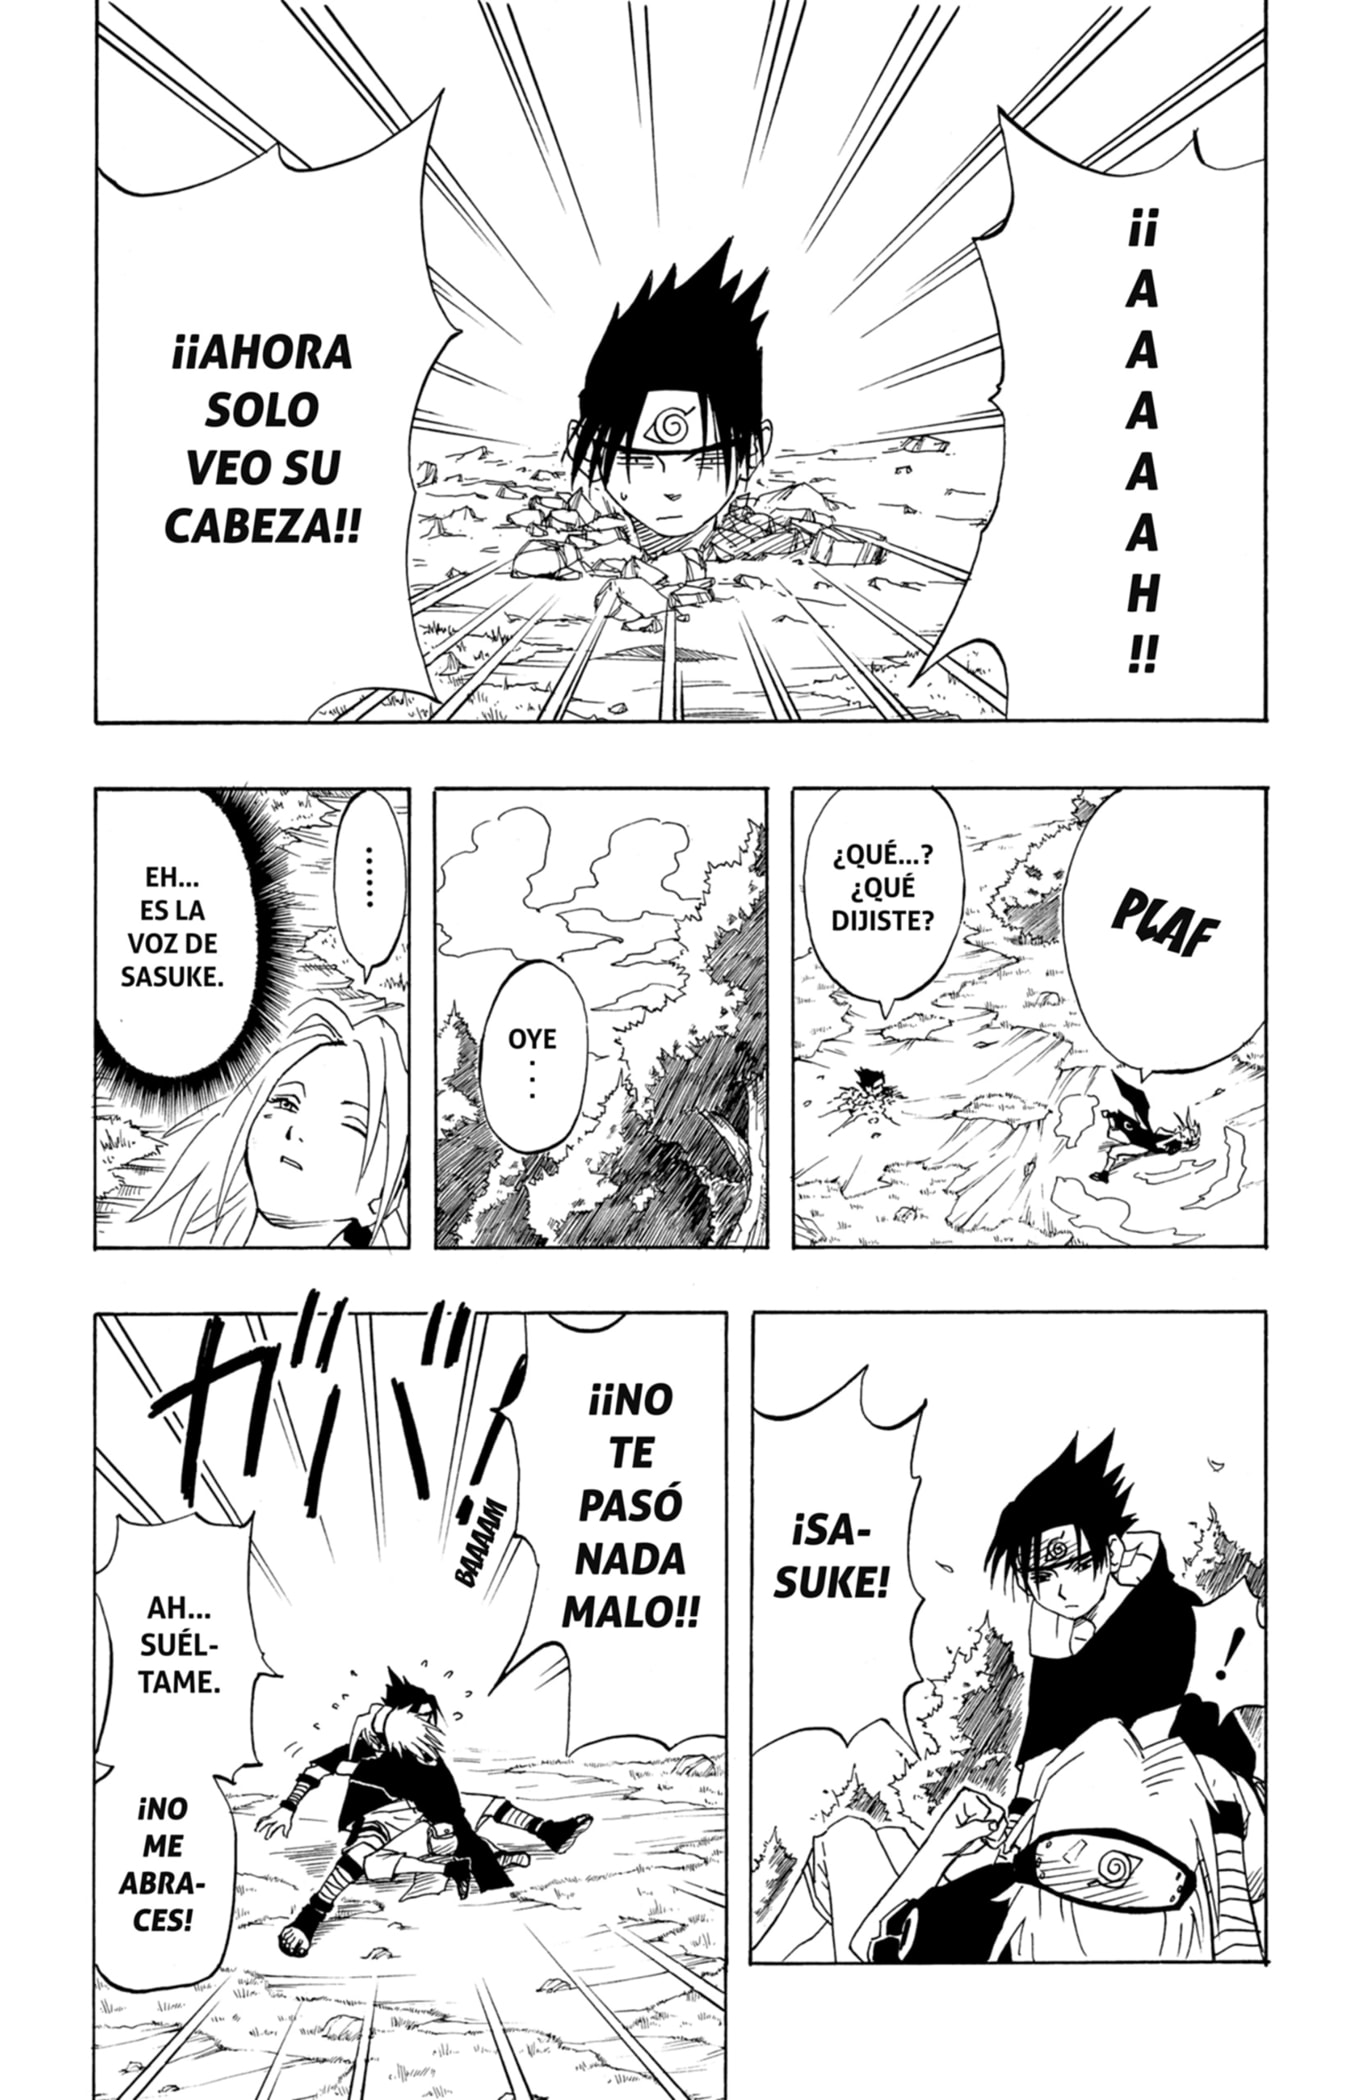 ¡¡
A
A
A
A
A
H
!!
¡¡AHORA
SOLO
VEO SU
CABEZA!!
PLAF
¿QUÉ...?
¿QUÉ
DIJISTE?
OYE
...
.......
EH...
ES LA
VOZ DE
SASUKE.
!
¡SA-
SUKE!
¡¡NO
TE
PASÓ
NADA
MALO!!
ガバ!
BAAAAM
AH...
SUÉL-
TAME.
¡NO
ME
ABRA-
CES!